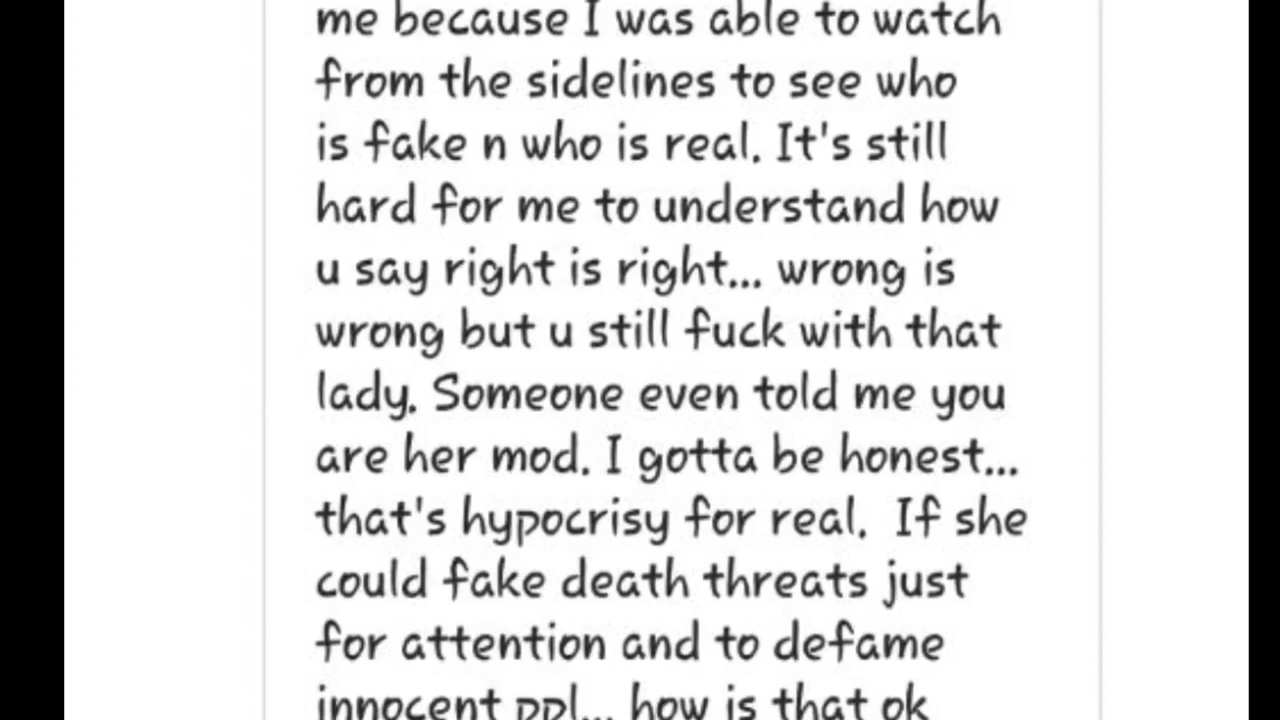 me because I was able to watch
from the sidelines to see who
is fake n who is real. It's still
hard for me to understand how
u say right is right... wrong is
wrong but u still fuck with that
lady. Someone even told me you
are her mod. I gotta be honest...
that's hypocrisy for real.  If she
could fake death threats just
for attention and to defame
innocent ppl... how is that ok